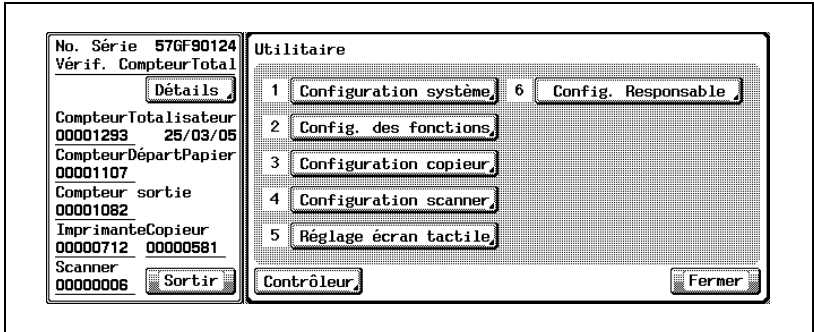 No. Série 57GF90124
Vérif. CompteurTotal
Détails
CompteurTotalisateur
00001293 25/03/05
CompteurDépartPapier
00001107
Compteur sortie
00001082
ImprimanteCopieur
00000712 00000581
Scanner
00000006 Sortir
Utilitaire
1 Configuration système 6 Config. Responsable
2 Config. des fonctions
3 Configuration copieur
4 Configuration scanner
5 Réglage écran tactile
Contrôleur Fermer